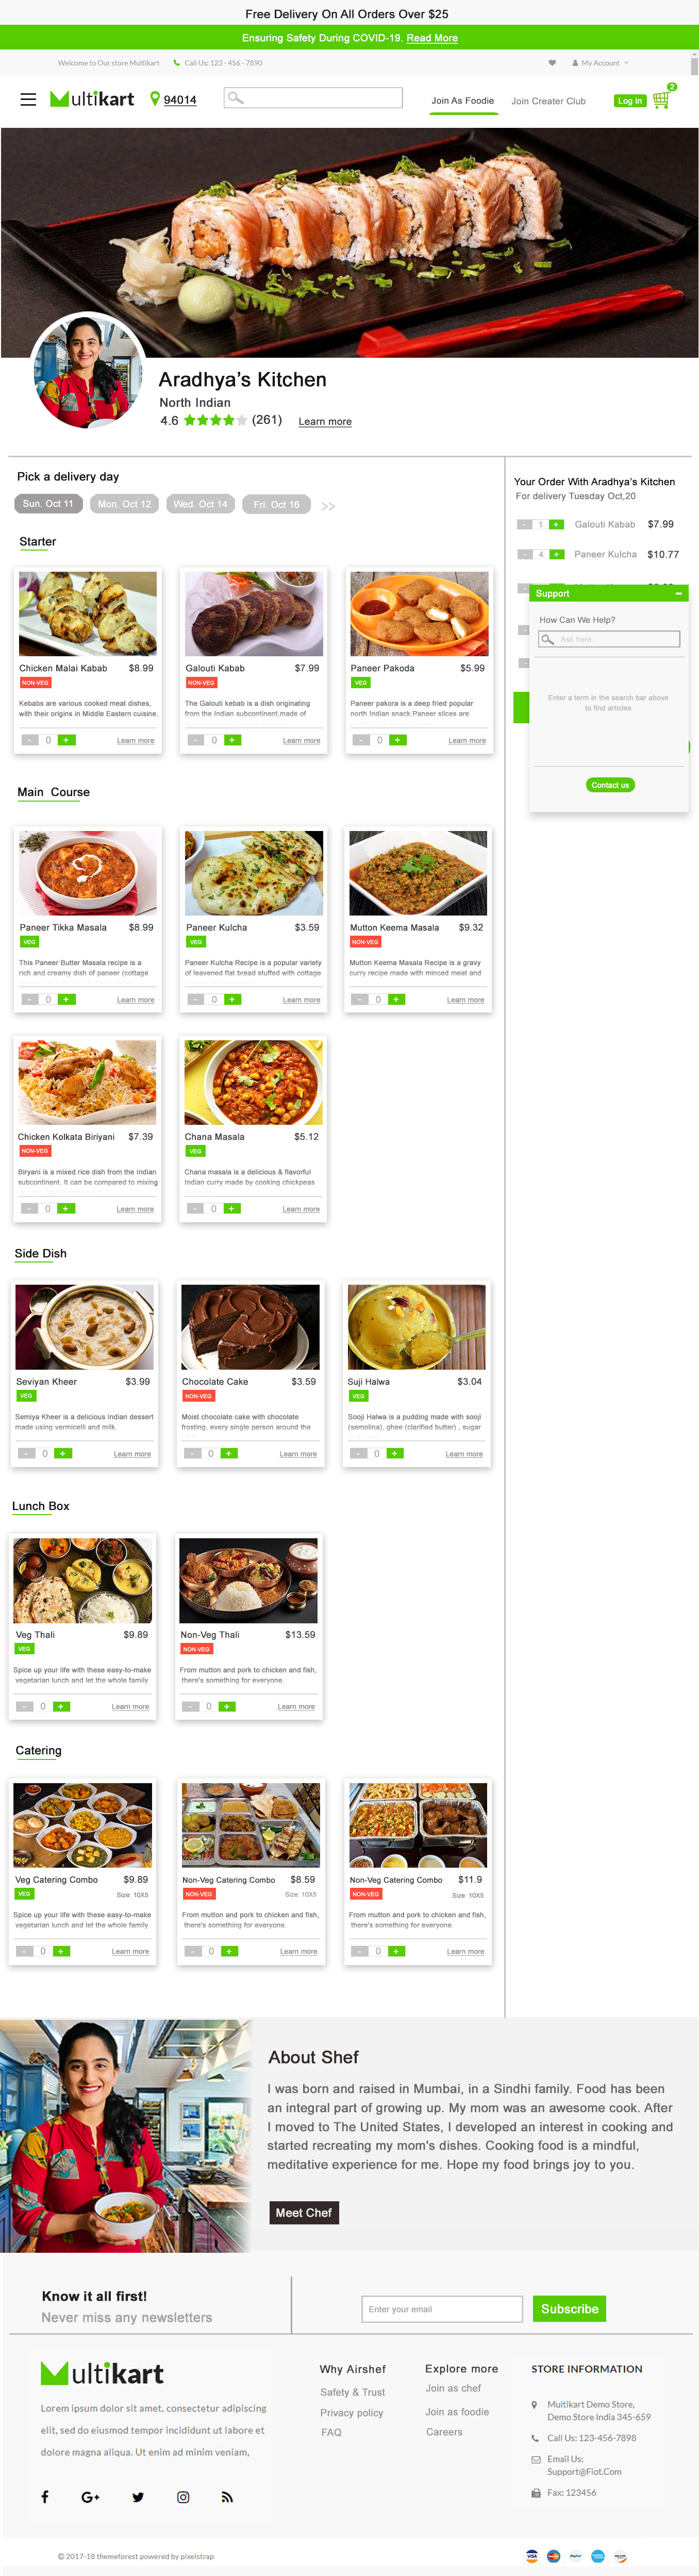 Free Delivery On All Orders Over $25
Ensuring Safety During COVID-19. Read More
Welcome to Our store Multikart Call Us: 123 - 456 - 7890 My Account
Multikart 94014 Join As Foodie Join Creater Club Log in 2
Aradhya's Kitchen
North Indian
4.6 (261) Learn more
Pick a delivery day
Sun. Oct 11 Mon. Oct 12 Wed. Oct 14 Fri. Oct 16 >>
Your Order With Aradhya's Kitchen
For delivery Tuesday Oct,20
- 1 + Galouti Kabab $7.99
- 4 + Paneer Kulcha $10.77
Support
How Can We Help?
Ask here...
Enter a term in the search bar above
to find articles
Contact us
Starter
Chicken Malai Kabab $8.99
NON-VEG
Kebabs are various cooked meat dishes,
with their origins in Middle Eastern cuisine.
- 0 + Learn more
Galouti Kabab $7.99
NON-VEG
The Galouti kebab is a dish originating
from the Indian subcontinent,made of
- 0 + Learn more
Paneer Pakoda $5.99
VEG
Paneer pakora is a deep fried popular
north Indian snack.Paneer slices are
- 0 + Learn more
Main Course
Paneer Tikka Masala $8.99
VEG
This Paneer Butter Masala recipe is a
rich and creamy dish of paneer (cottage
- 0 + Learn more
Paneer Kulcha $3.59
VEG
Paneer Kulcha Recipe is a popular variety
of leavened flat bread stuffed with cottage
- 0 + Learn more
Mutton Keema Masala $9.32
NON-VEG
Mutton Keema Masala Recipe is a gravy
curry recipe made with minced meat and
- 0 + Learn more
Chicken Kolkata Biriyani $7.39
NON-VEG
Biryani is a mixed rice dish from the Indian
subcontinent. It can be compared to mixing
- 0 + Learn more
Chana Masala $5.12
VEG
Chana masala is a delicious & flavorful
Indian curry made by cooking chickpeas
- 0 + Learn more
Side Dish
Seviyan Kheer $3.99
VEG
Semiya Kheer is a delicious Indian dessert
made using vermicelli and milk.
- 0 + Learn more
Chocolate Cake $3.59
NON-VEG
Moist chocolate cake with chocolate
frosting, every single person around the
- 0 + Learn more
Suji Halwa $3.04
VEG
Sooji Halwa is a pudding made with sooji
(semolina), ghee (clarified butter) , sugar
- 0 + Learn more
Lunch Box
Veg Thali $9.89
VEG
Spice up your life with these easy-to-make
vegetarian lunch and let the whole family
- 0 + Learn more
Non-Veg Thali $13.59
NON-VEG
From mutton and pork to chicken and fish,
there's something for everyone.
- 0 + Learn more
Catering
Veg Catering Combo $9.89
VEG Size: 10X5
Spice up your life with these easy-to-make
vegetarian lunch and let the whole family
- 0 + Learn more
Non-Veg Catering Combo $8.59
NON-VEG Size: 10X5
From mutton and pork to chicken and fish,
there's something for everyone.
- 0 + Learn more
Non-Veg Catering Combo $11.9
NON-VEG Size: 10X5
From mutton and pork to chicken and fish,
there's something for everyone.
- 0 + Learn more
About Shef
I was born and raised in Mumbai, in a Sindhi family. Food has been
an integral part of growing up. My mom was an awesome cook. After
I moved to The United States, I developed an interest in cooking and
started recreating my mom's dishes. Cooking food is a mindful,
meditative experience for me. Hope my food brings joy to you.
Meet Chef
Know it all first!
Never miss any newsletters
Enter your email Subscribe
Multikart
Lorem ipsum dolor sit amet, consectetur adipiscing
elit, sed do eiusmod tempor incididunt ut labore et
dolore magna aliqua. Ut enim ad minim veniam,
Why Airshef
Safety & Trust
Privacy policy
FAQ
Explore more
Join as chef
Join as foodie
Careers
STORE INFORMATION
Multikart Demo Store,
Demo Store India 345-659
Call Us: 123-456-7898
Email Us:
Support@Fiot.Com
Fax: 123456
© 2017-18 themeforest powered by pixelstrap
VISA PayPal